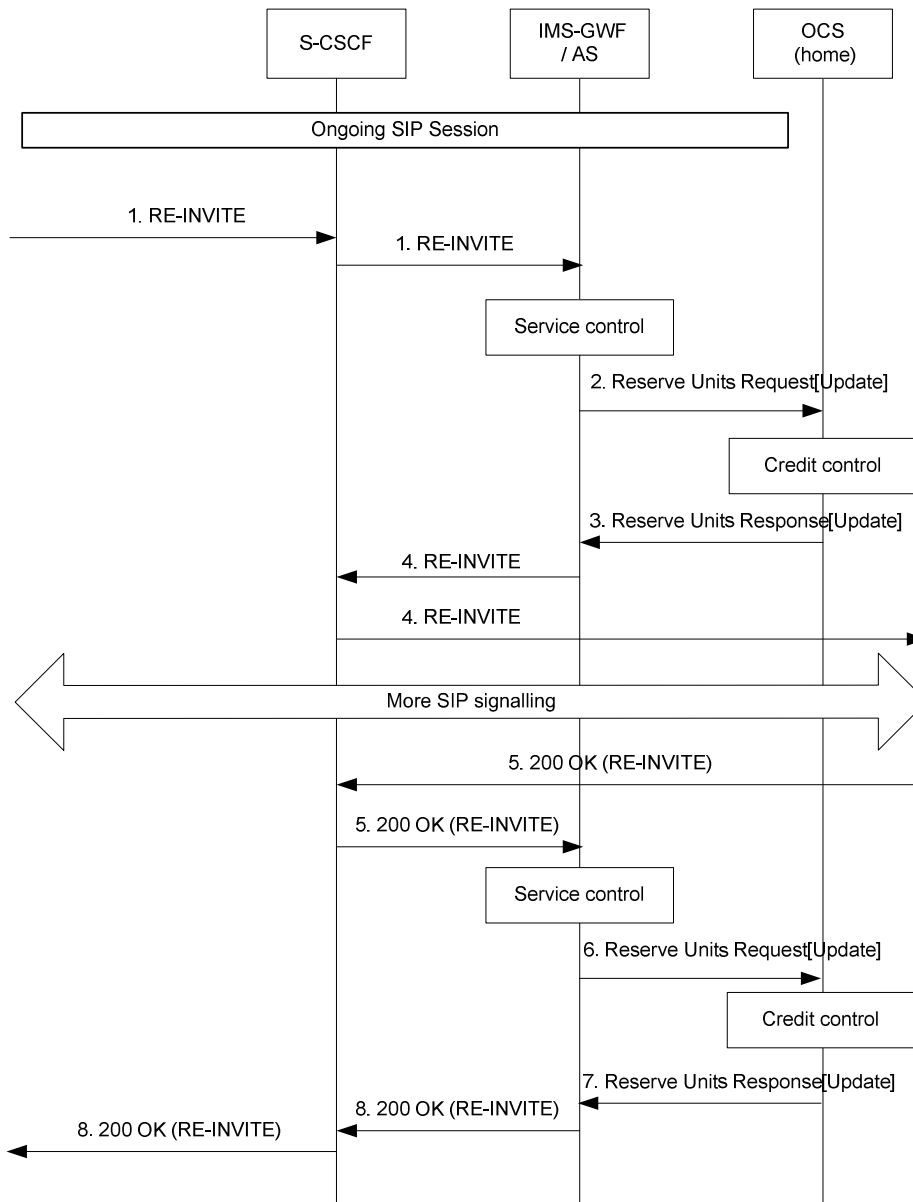 S-CSCF
IMS-GWF
/ AS
OCS
(home)
Ongoing SIP Session
1. RE-INVITE
1. RE-INVITE
Service control
2. Reserve Units Request[Update]
Credit control
3. Reserve Units Response[Update]
4. RE-INVITE
4. RE-INVITE
More SIP signalling
5. 200 OK (RE-INVITE)
5. 200 OK (RE-INVITE)
Service control
6. Reserve Units Request[Update]
Credit control
7. Reserve Units Response[Update]
8. 200 OK (RE-INVITE)
8. 200 OK (RE-INVITE)